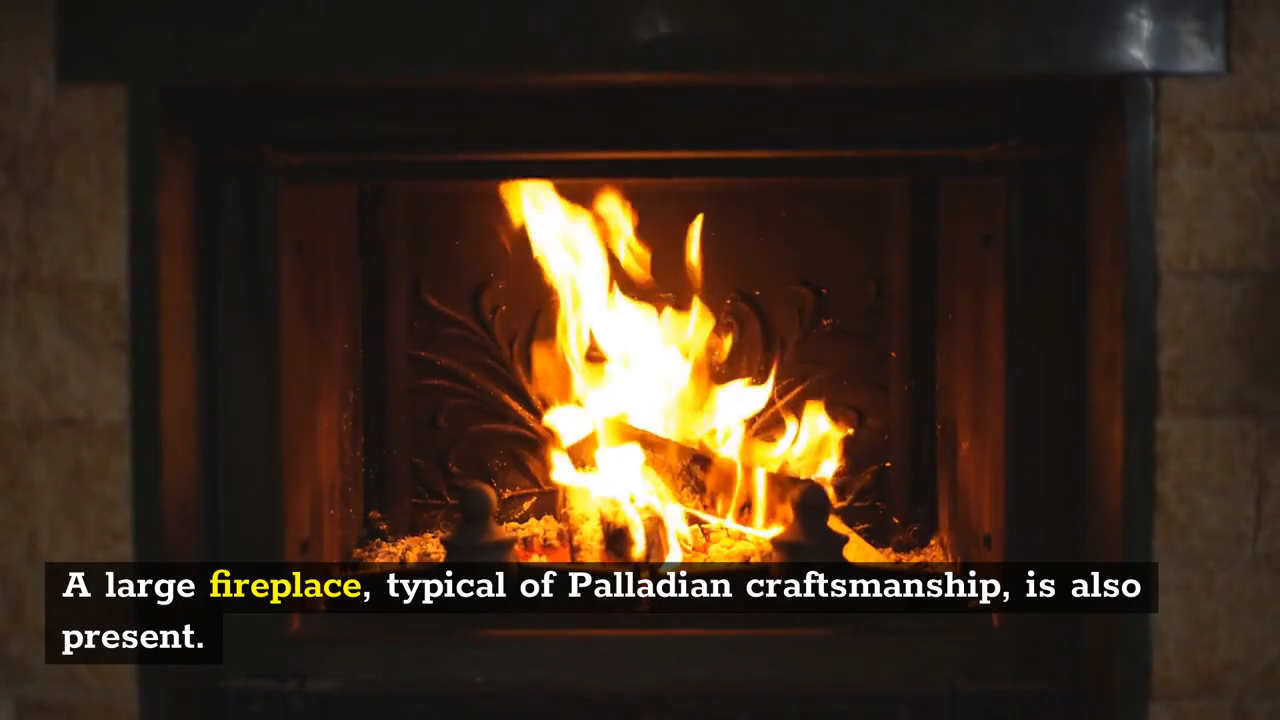 A large fireplace, typical of Palladian craftsmanship, is also
present.